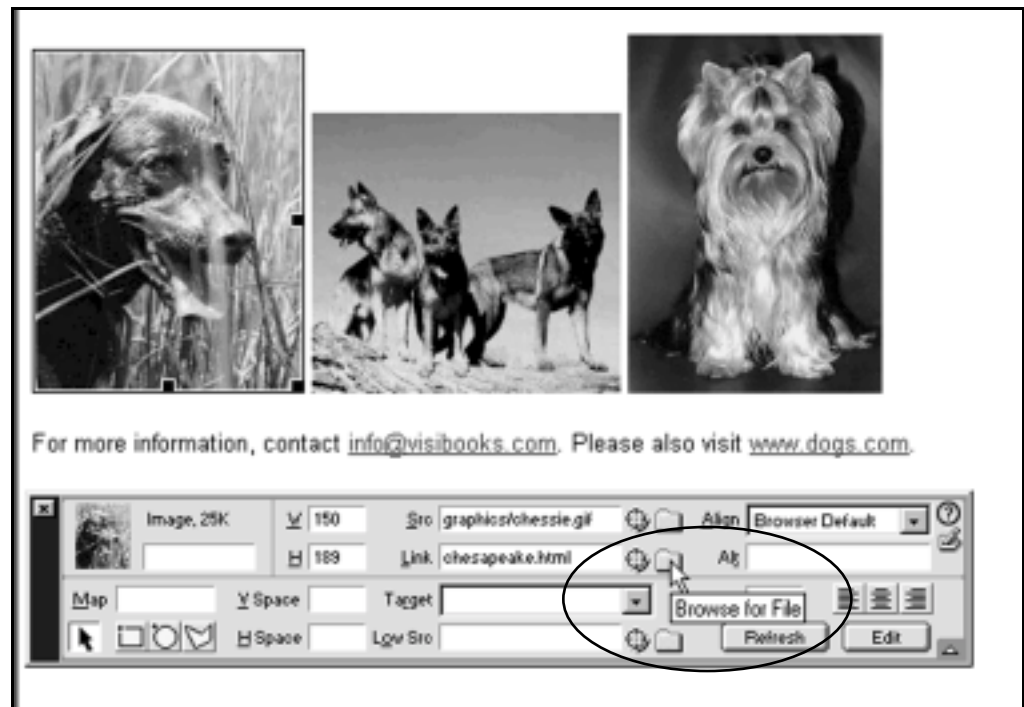 For more information, contact info@visibooks.com. Please also visit www.dogs.com.
Image, 25K W 150 Src graphics/chessie.gif Align Browser Default
H 189 Link chesapeake.html Alt
Map V Space Target
Browse for File
H Space Low Src Refresh Edit